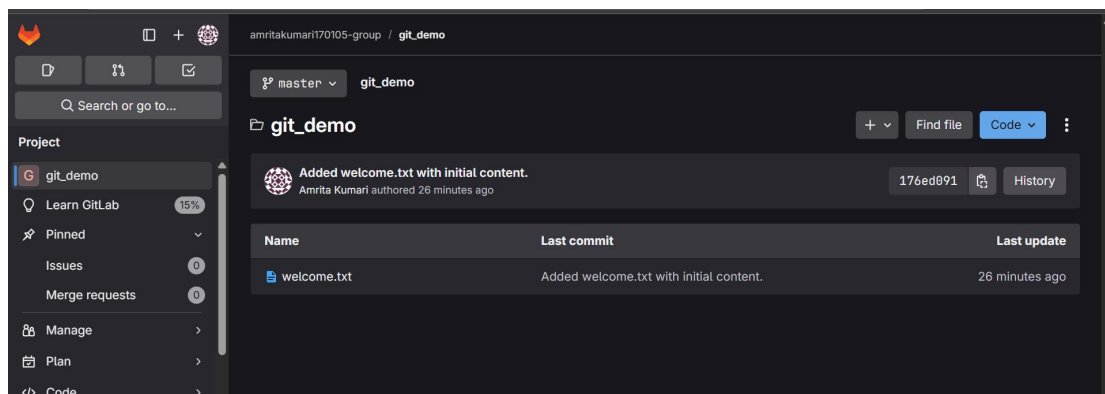 amritakumari170105-group / git_demo
Search or go to...
Project
G git_demo
Learn GitLab 15%
Pinned
Issues 0
Merge requests 0
Manage
Plan
Code
master git_demo
git_demo
Find file Code
Added welcome.txt with initial content.
Amrita Kumari authored 26 minutes ago
176ed091 History
Name Last commit Last update
welcome.txt Added welcome.txt with initial content. 26 minutes ago